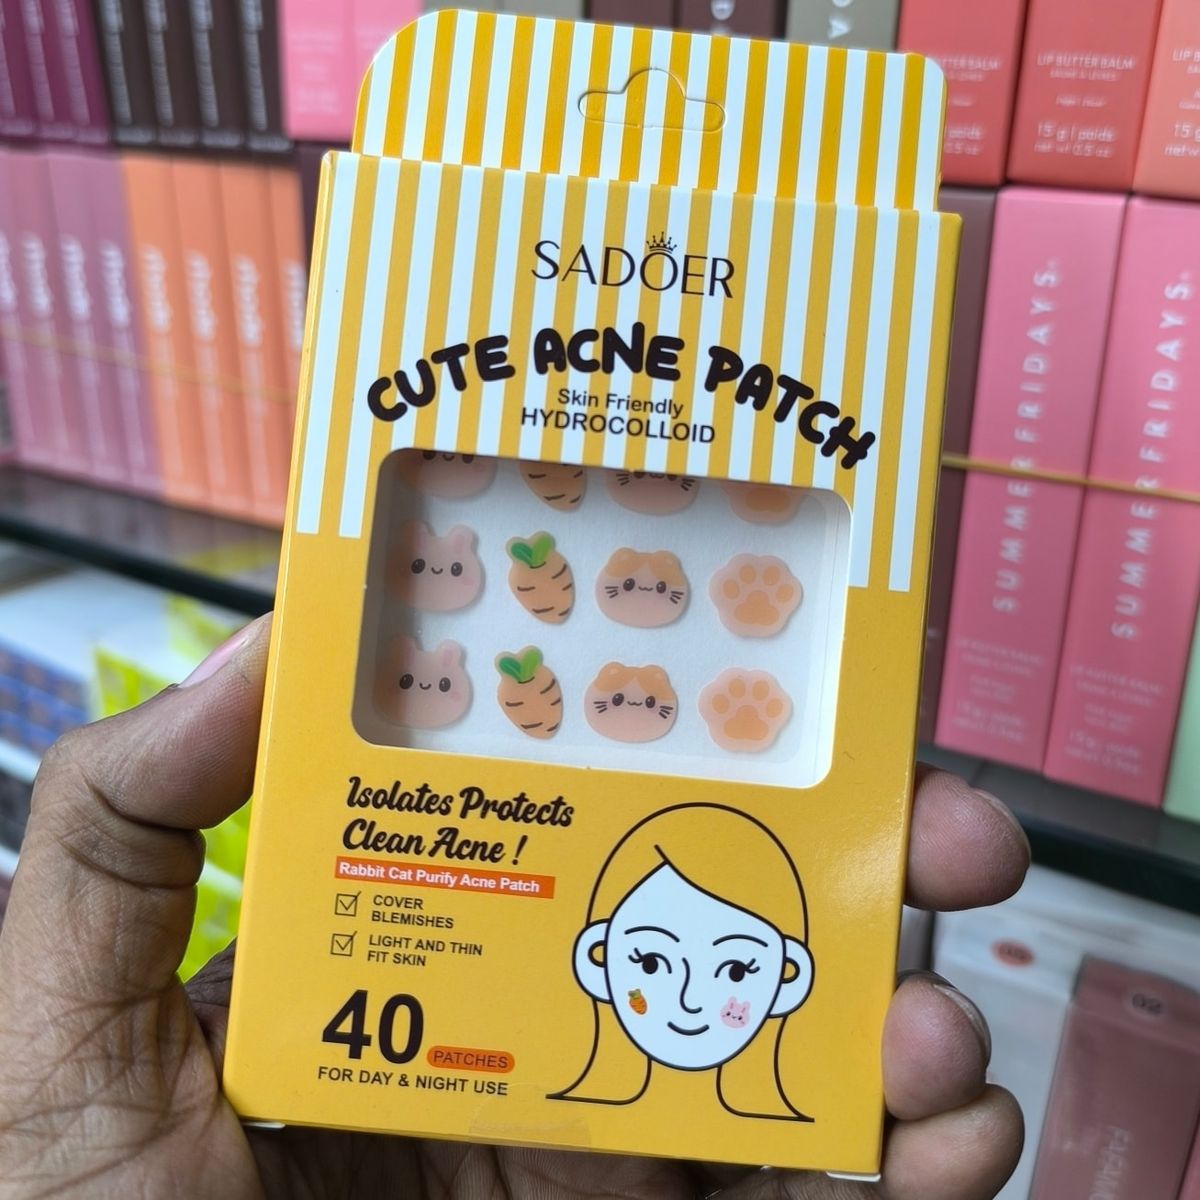 SADOER
CUTE ACNE PATCH
Skin Friendly
HYDROCOLLOID
Isolates Protects
Clean Acne !
Rabbit Cat Purify Acne Patch
COVER
BLEMISHES
LIGHT AND THIN
FIT SKIN
40 PATCHES
FOR DAY & NIGHT USE
LIP BUTTER BALM
SUMMER FRIDAYS
SUMMER FRIDAYS